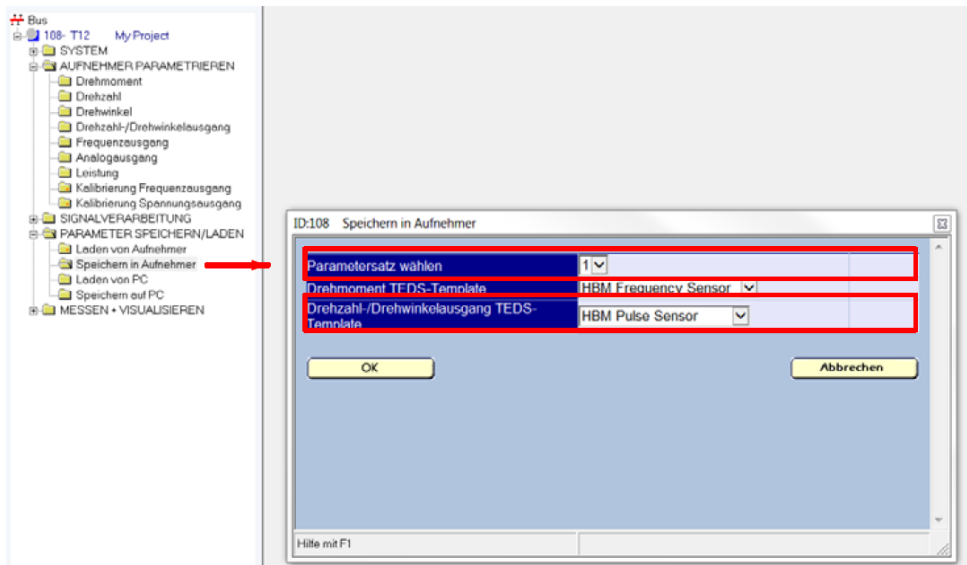 Bus
108- T12 My Project
SYSTEM
AUFNEHMER PARAMETRIEREN
Drehmoment
Drehzahl
Drehwinkel
Drehzahl-/Drehwinkelausgang
Frequenzausgang
Analogausgang
Leistung
Kalibrierung Frequenzausgang
Kalibrierung Spannungsausgang
SIGNALVERARBEITUNG
PARAMETER SPEICHERN/LADEN
Laden von Aufnehmer
Speichern in Aufnehmer
Laden von PC
Speichern auf PC
MESSEN + VISUALISIEREN
ID:108 Speichern in Aufnehmer
Parametersatz wählen 1
Drehmoment TEDS-Template HBM Frequency Sensor
Drehzahl-/Drehwinkelausgang TEDS-
Template HBM Pulse Sensor
OK Abbrechen
Hilfe mit F1